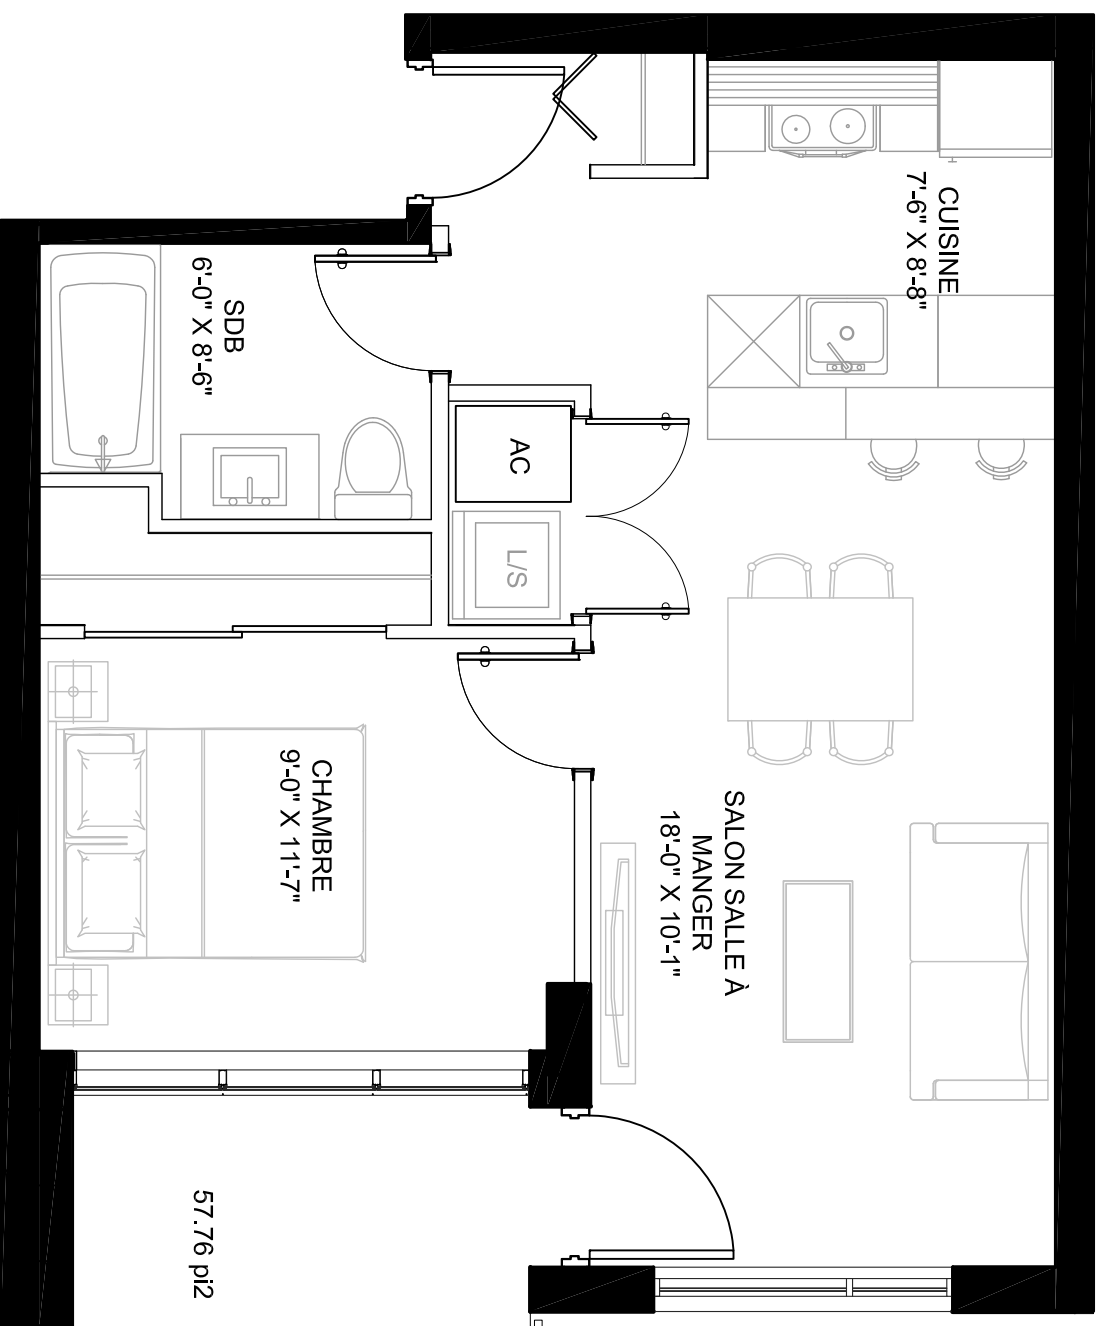 CUISINE
7'-6" X 8'-8"
SDB
6'-0" X 8'-6"
AC
L/S
CHAMBRE
9'-0" X 11'-7"
SALON SALLE À
MANGER
18'-0" X 10'-1"
57.76 pi2